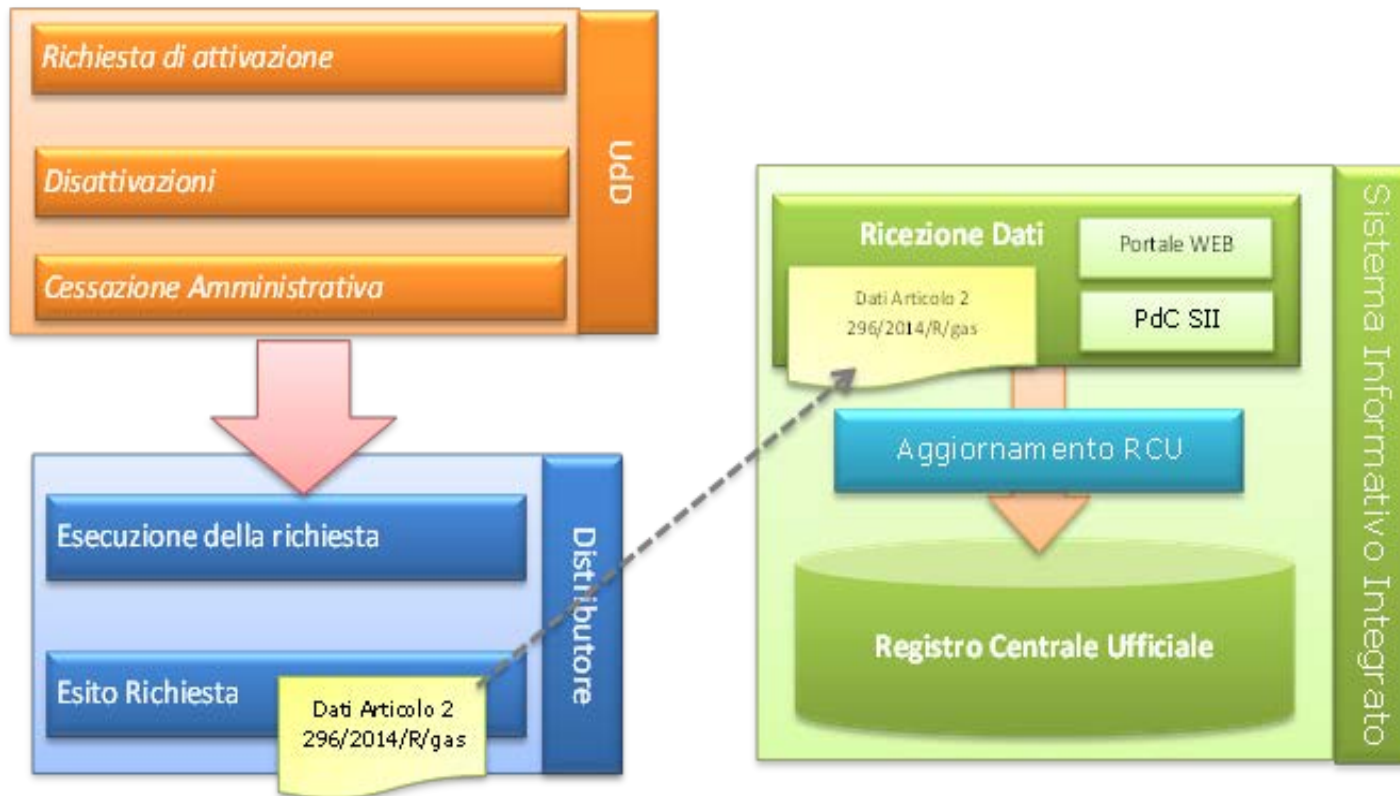 Richiesta di attivazione
Disattivazioni
Cessazione Amministrativa
UdD
Esecuzione della richiesta
Esito Richiesta
Dati Articolo 2
296/2014/R/gas
Distributore
Ricezione Dati
Portale WEB
PdC SII
Dati Articolo 2
296/2014/R/gas
Aggiornamento RCU
Registro Centrale Ufficiale
Sistema Informativo Integrato